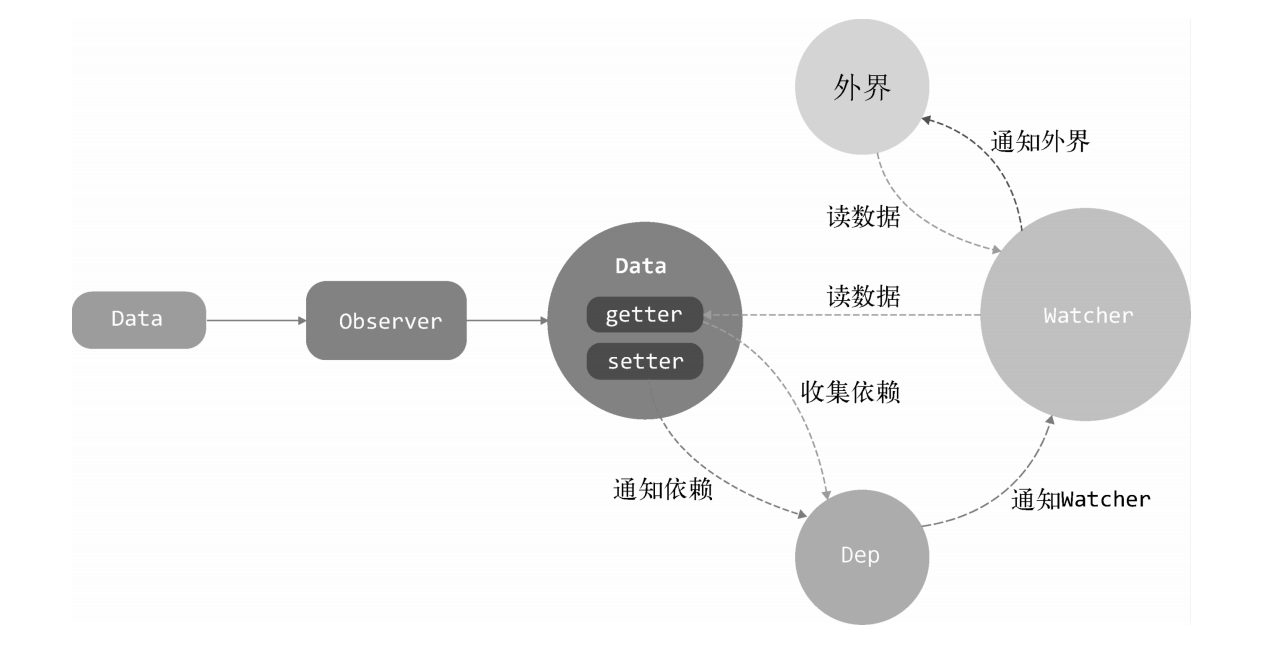 外界
通知外界
读数据
Data
读数据
getter
Watcher
Data
Observer
setter
收集依赖
通知依赖
通知Watcher
Dep